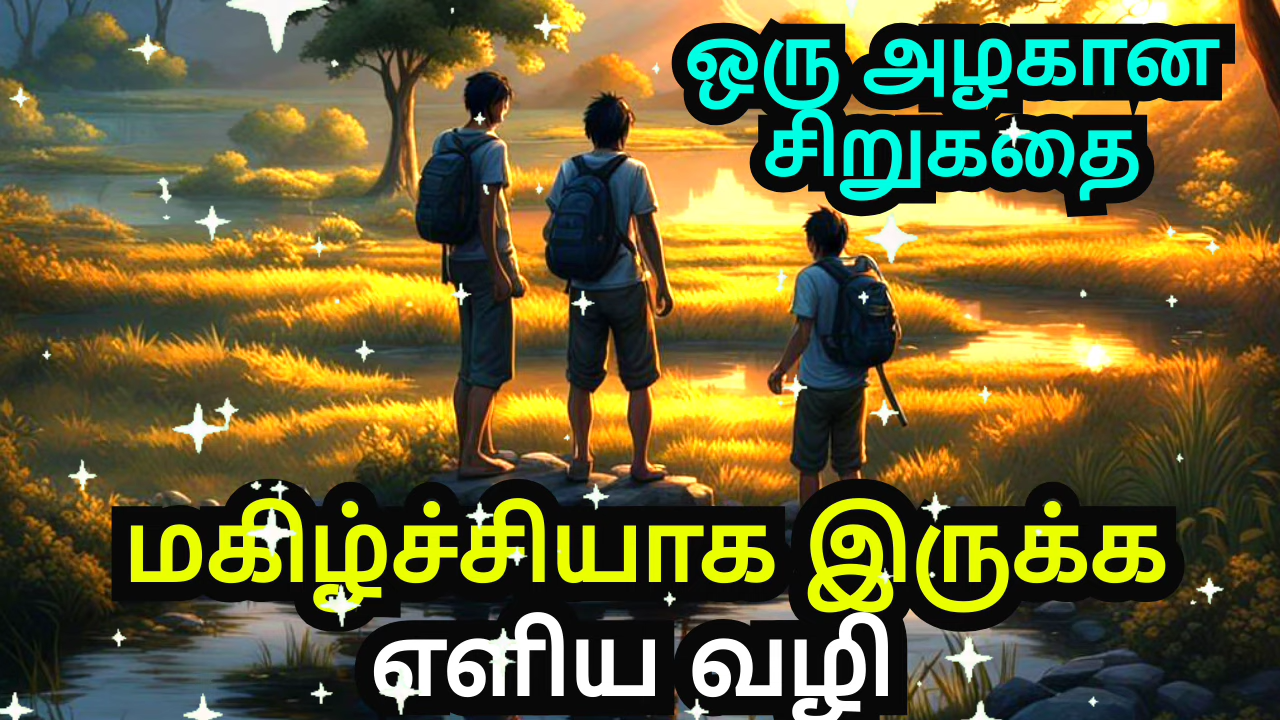 ஒரு அழகான
சிறுகதை
மகிழ்ச்சியாக இருக்க
எளிய வழி